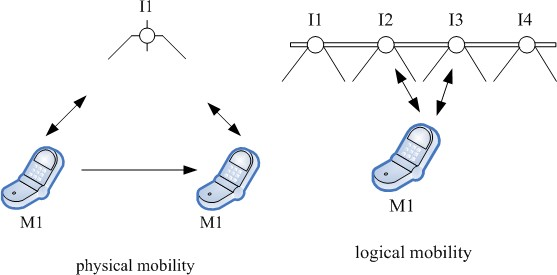 I1
M1
M1
physical mobility
I1 I2 I3 I4
M1
logical mobility